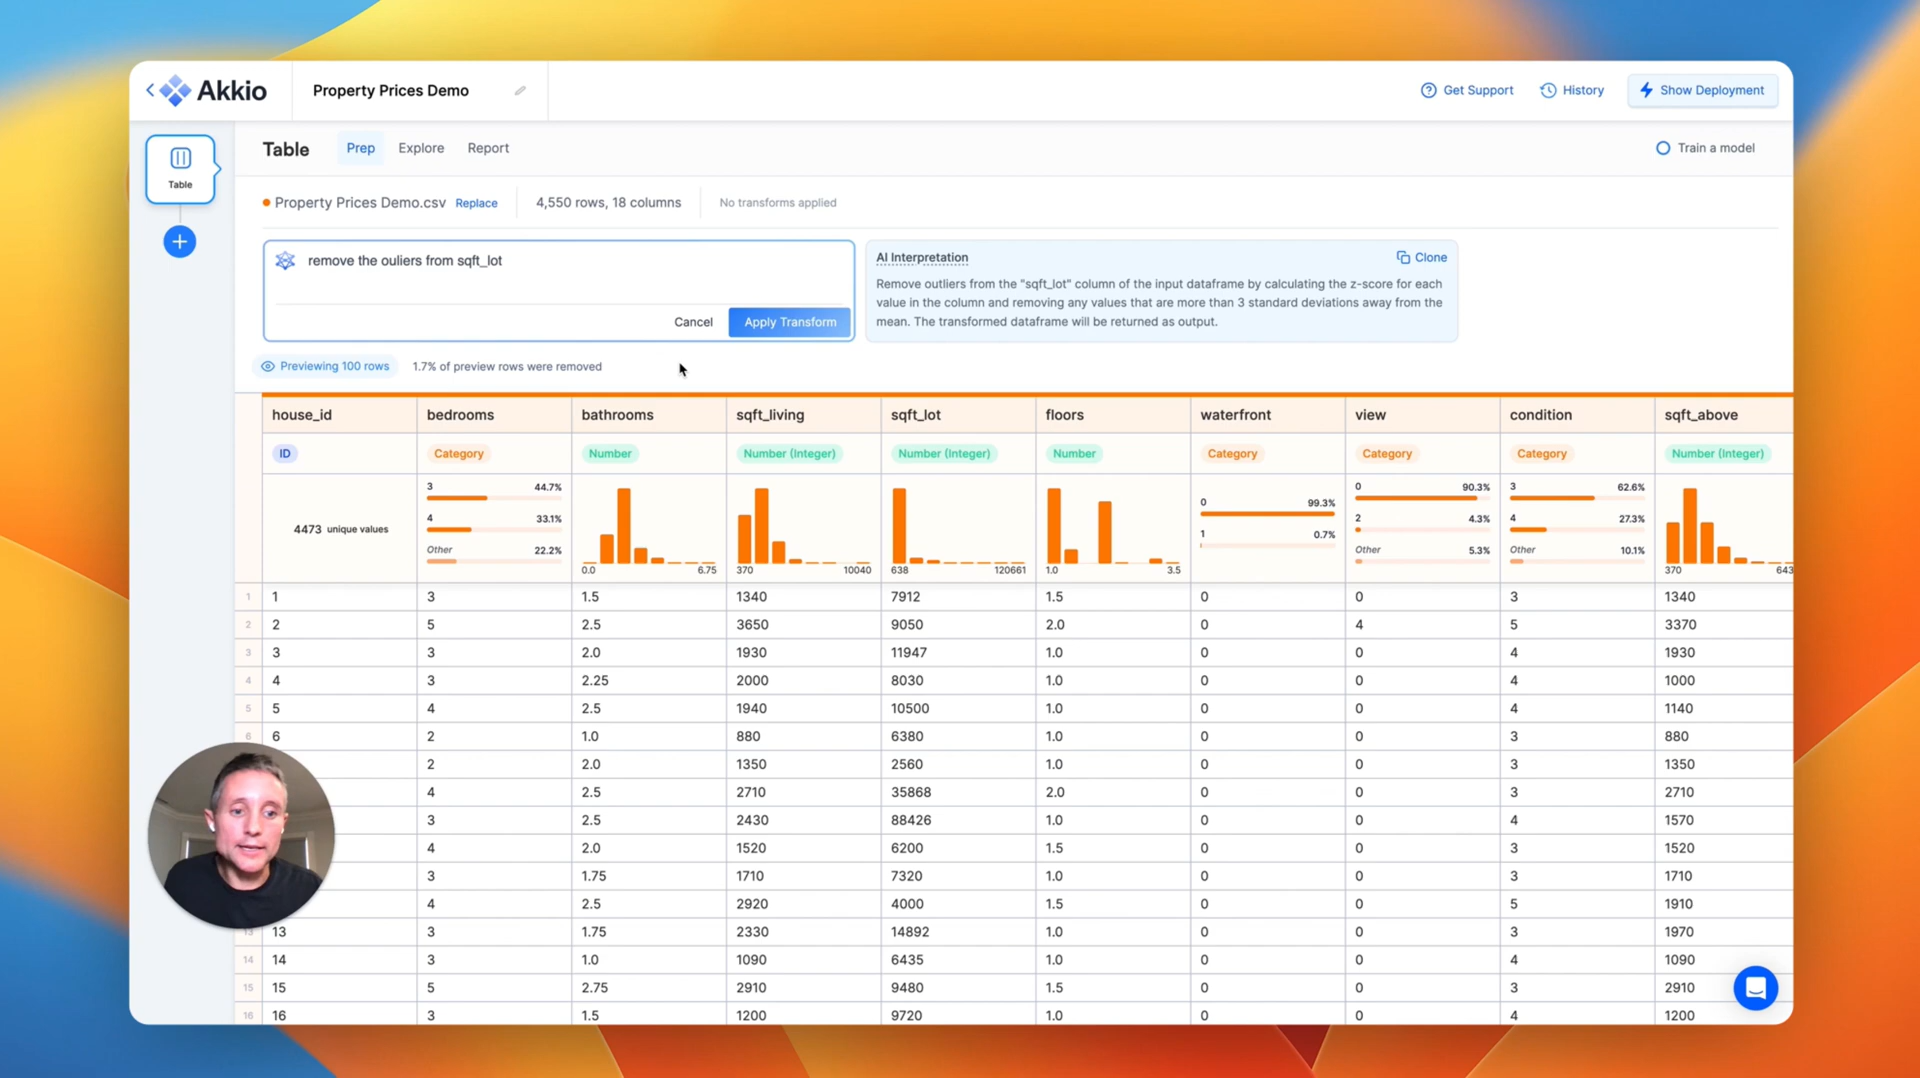 Akkio Property Prices Demo Get Support History Show Deployment
Table
Table Prep Explore Report Train a model
Property Prices Demo.csv Replace 4,550 rows, 18 columns No transforms applied
remove the ouliers from sqft_lot
Cancel Apply Transform
AI Interpretation Clone
Remove outliers from the "sqft_lot" column of the input dataframe by calculating the z-score for each
value in the column and removing any values that are more than 3 standard deviations away from the
mean. The transformed dataframe will be returned as output.
Previewing 100 rows 1.7% of preview rows were removed
house_id bedrooms bathrooms sqft_living sqft_lot floors waterfront view condition sqft_above
ID Category Number Number (Integer) Number (Integer) Number Category Category Category Number (Integer)
3 44.7% 0 90.3% 3 62.6%
0 99.3%
4 33.1% 2 4.3% 4 27.3%
4473 unique values
1 0.7%
Other 22.2% Other 5.3% Other 10.1%
0.0 6.75 370 10040 638 120661 1.0 3.5 370 643
1 1 3 1.5 1340 7912 1.5 0 0 3 1340
2 2 5 2.5 3650 9050 2.0 0 4 5 3370
3 3 3 2.0 1930 11947 1.0 0 0 4 1930
4 4 3 2.25 2000 8030 1.0 0 0 4 1000
5 5 4 2.5 1940 10500 1.0 0 0 4 1140
6 6 2 1.0 880 6380 1.0 0 0 3 880
2 2.0 1350 2560 1.0 0 0 3 1350
4 2.5 2710 35868 2.0 0 0 3 2710
3 2.5 2430 88426 1.0 0 0 4 1570
4 2.0 1520 6200 1.5 0 0 3 1520
3 1.75 1710 7320 1.0 0 0 3 1710
4 2.5 2920 4000 1.5 0 0 5 1910
13 13 3 1.75 2330 14892 1.0 0 0 3 1970
14 14 3 1.0 1090 6435 1.0 0 0 4 1090
15 15 5 2.75 2910 9480 1.5 0 0 3 2910
16 16 3 1.5 1200 9720 1.0 0 0 4 1200